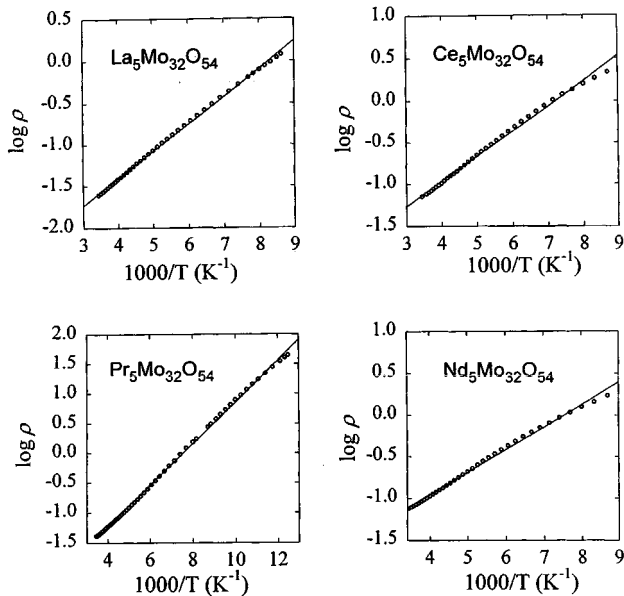 La5Mo32O54
0.5
0.0
-0.5
-1.0
-1.5
-2.0
log ρ
3 4 5 6 7 8 9
1000/T (K-1)
Ce5Mo32O54
1.0
0.5
0.0
-0.5
-1.0
-1.5
log ρ
3 4 5 6 7 8 9
1000/T (K-1)
Pr5Mo32O54
2.0
1.5
1.0
0.5
0.0
-0.5
-1.0
-1.5
log ρ
4 6 8 10 12
1000/T (K-1)
Nd5Mo32O54
1.0
0.5
0.0
-0.5
-1.0
-1.5
log ρ
4 5 6 7 8 9
1000/T (K-1)